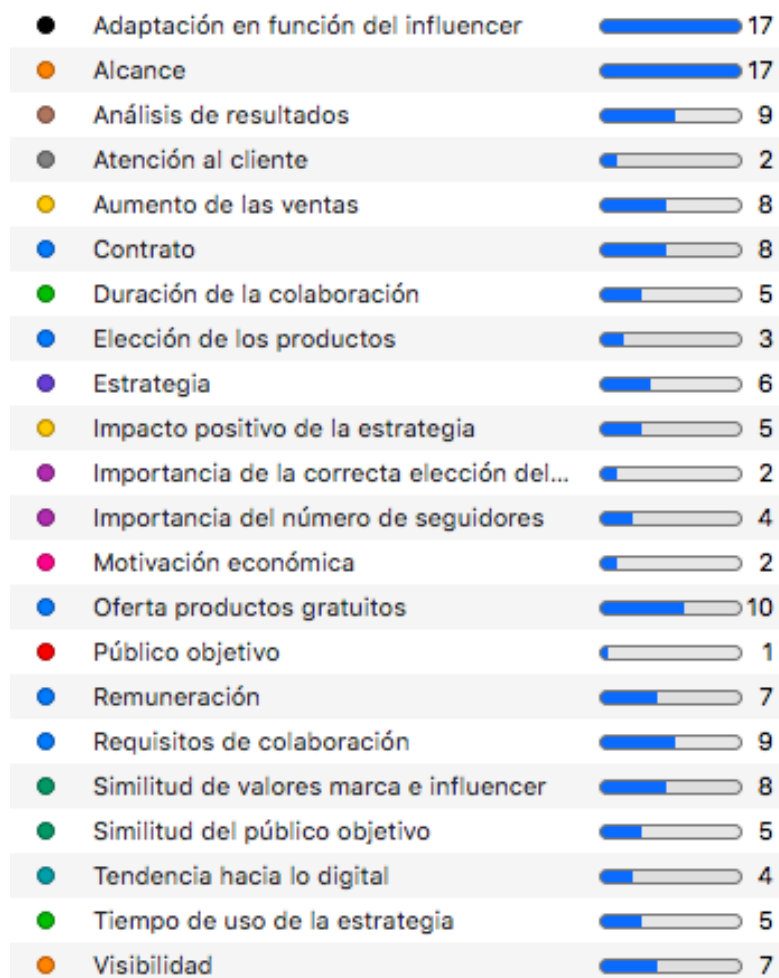 Adaptación en función del influencer 17
Alcance 17
Análisis de resultados 9
Atención al cliente 2
Aumento de las ventas 8
Contrato 8
Duración de la colaboración 5
Elección de los productos 3
Estrategia 6
Impacto positivo de la estrategia 5
Importancia de la correcta elección del... 2
Importancia del número de seguidores 4
Motivación económica 2
Oferta productos gratuitos 10
Público objetivo 1
Remuneración 7
Requisitos de colaboración 9
Similitud de valores marca e influencer 8
Similitud del público objetivo 5
Tendencia hacia lo digital 4
Tiempo de uso de la estrategia 5
Visibilidad 7